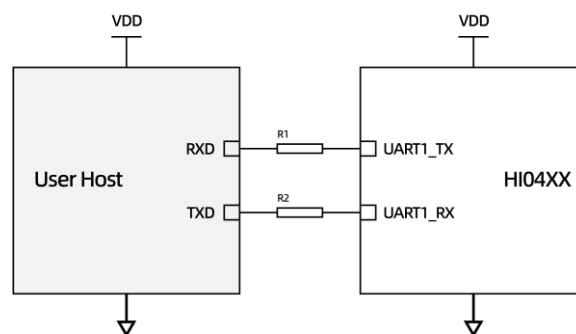 VDD
VDD
R1
RXD
UART1_TX
User Host
HI04XX
R2
TXD
UART1_RX